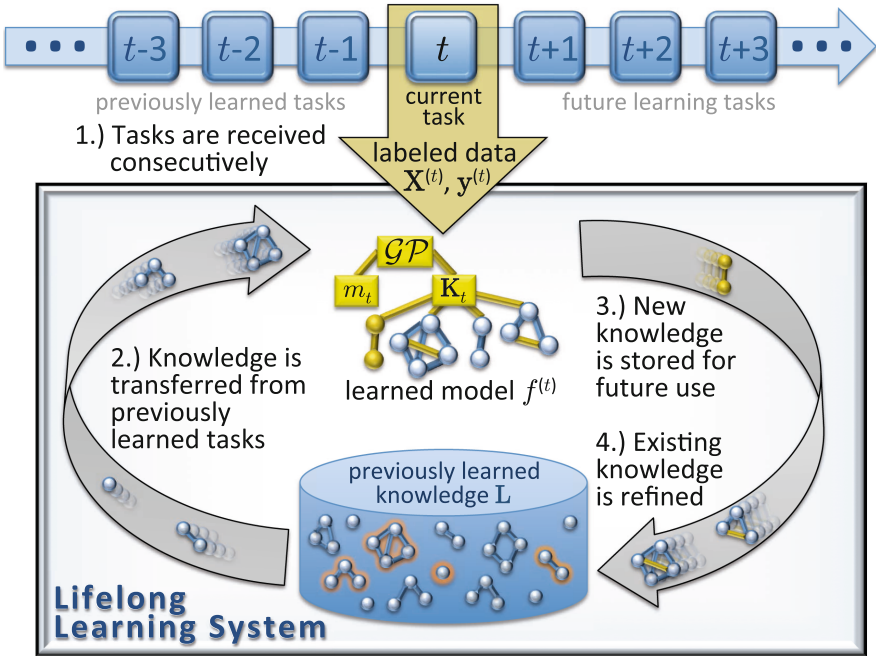 • • • t-3 t-2 t-1 t t+1 t+2 t+3 • • •
previously learned tasks
current
task
future learning tasks
1.) Tasks are received
consecutively
labeled data
X^(t), y^(t)
GP
m_t
K_t
learned model f^(t)
2.) Knowledge is
transferred from
previously
learned tasks
3.) New
knowledge
is stored for
future use
4.) Existing
knowledge
is refined
previously learned
knowledge L
Lifelong
Learning System